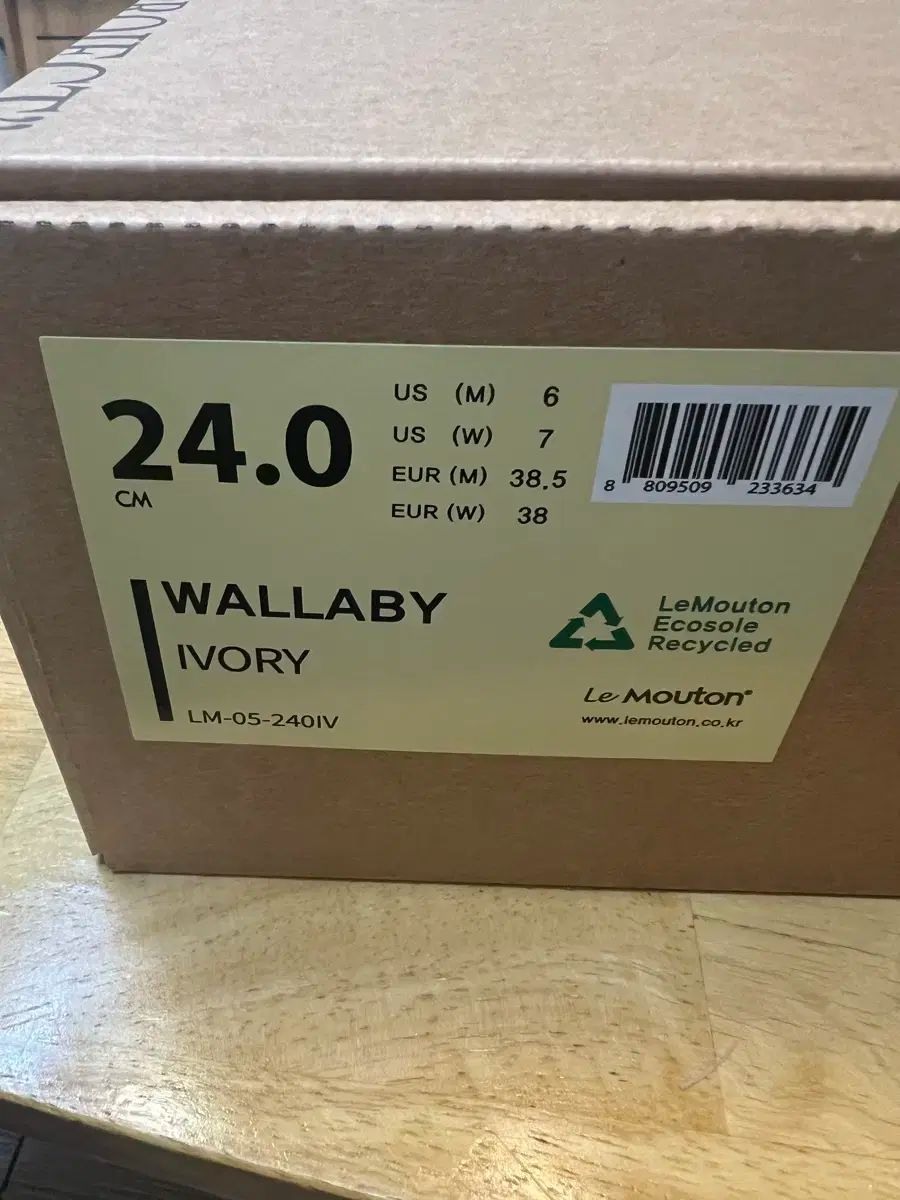 24.0
CM
US (M) 6
US (W) 7
EUR (M) 38.5
EUR (W) 38
8 809509 233634
WALLABY
IVORY
LM-05-240IV
LeMouton
Ecosole
Recycled
Le Mouton
www.lemouton.co.kr